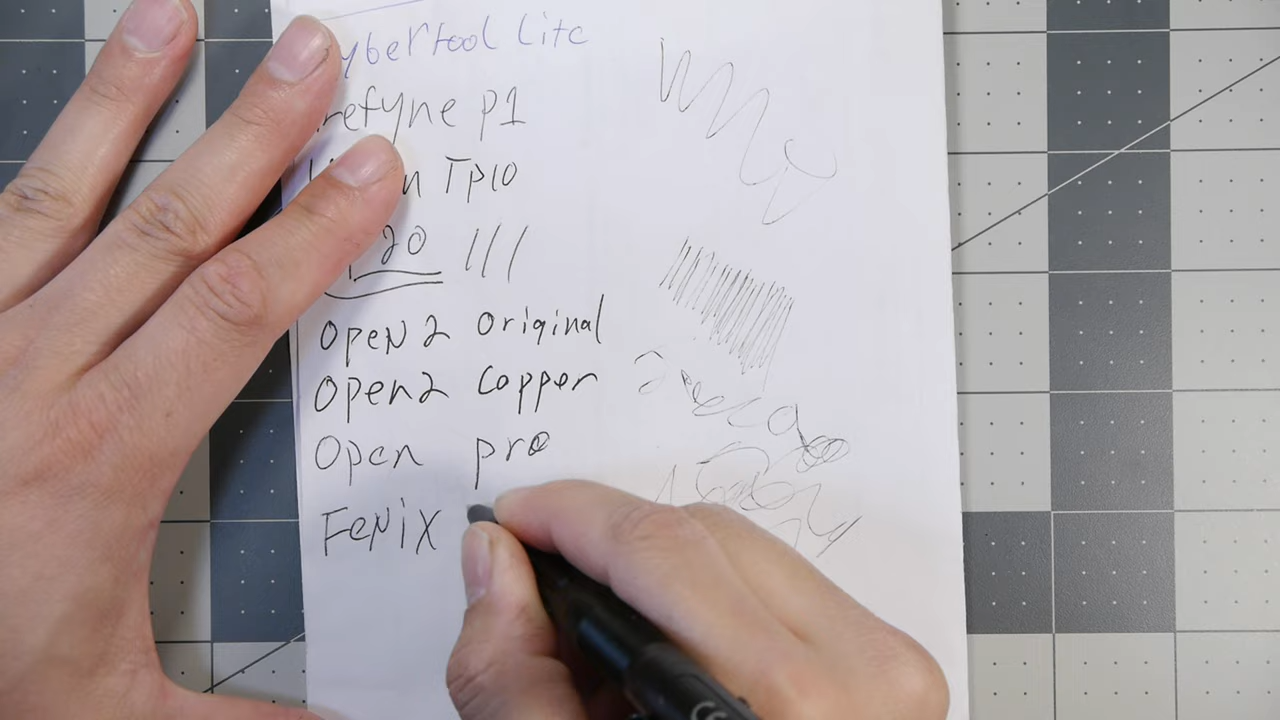 ybertool Lite
refyne P1
n TP10
20
Open 2 Original
Open2 Copper
Open pro
Fenix